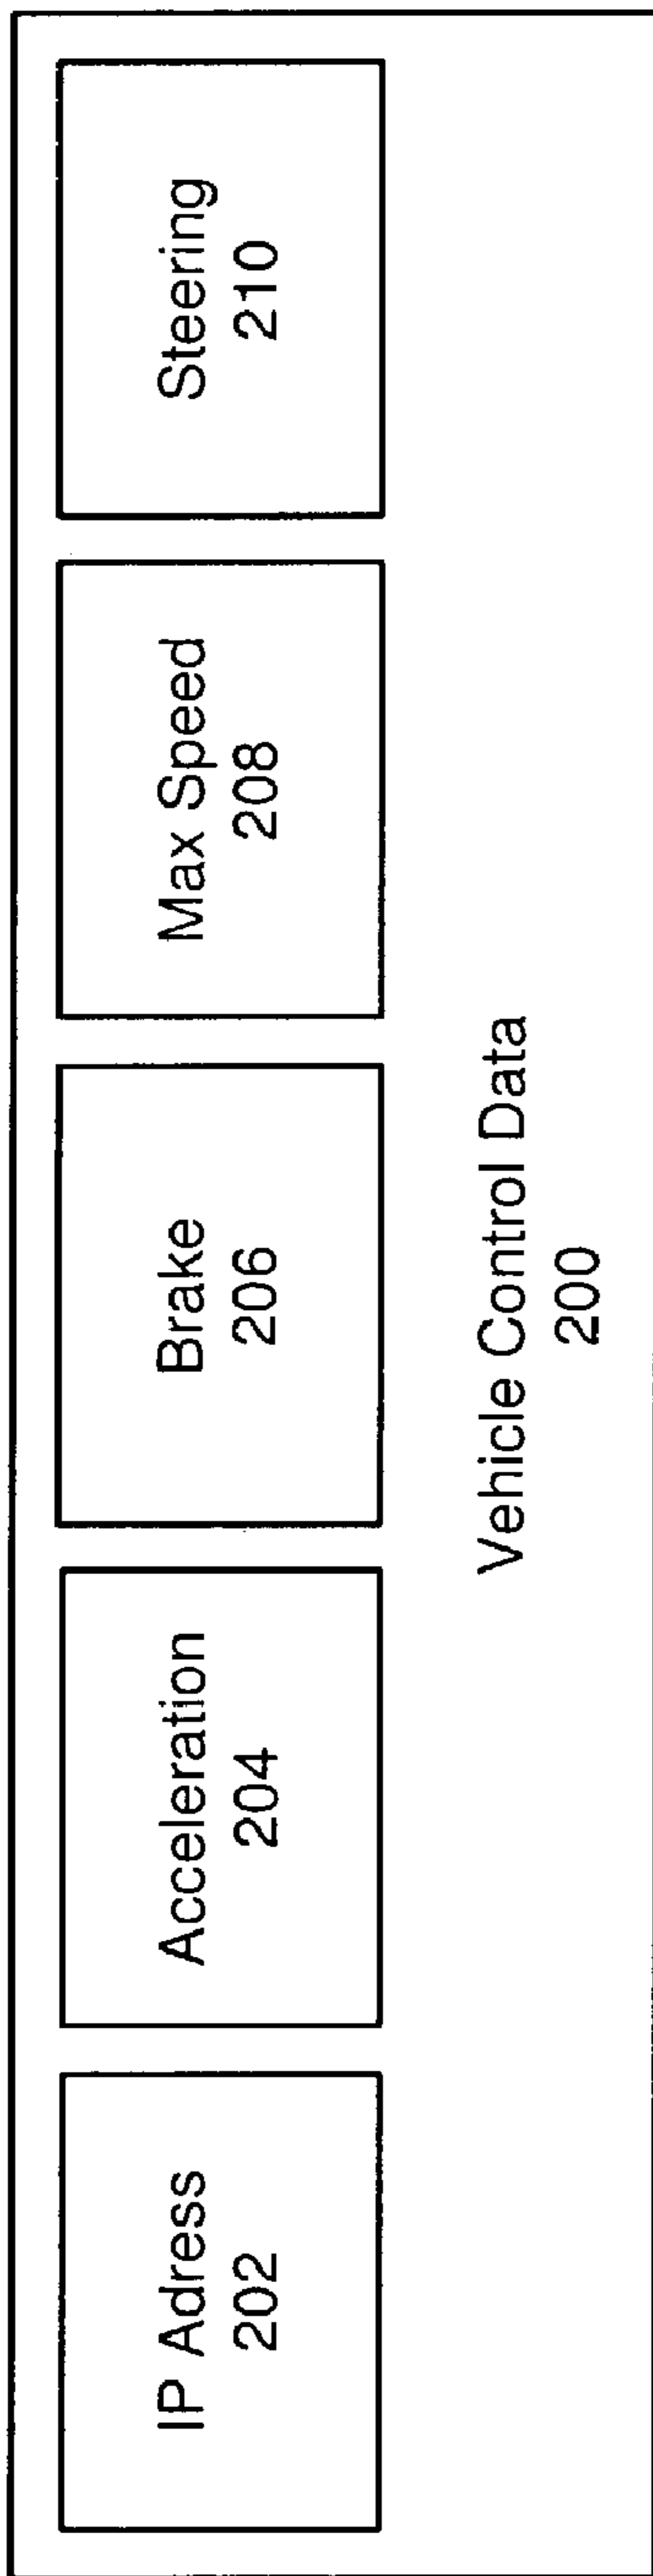 IP Adress
202
Acceleration
204
Brake
206
Max Speed
208
Steering
210
Vehicle Control Data
200